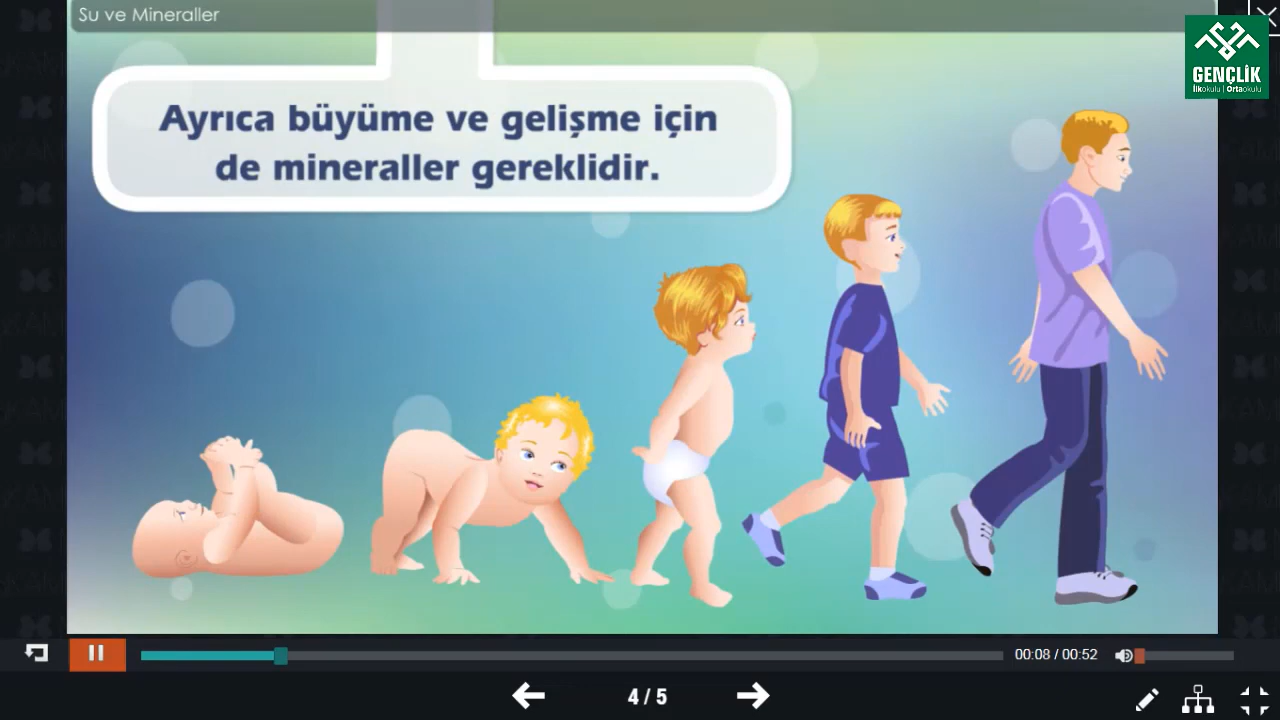 Su ve Mineraller
GENÇLİK
İlkokulu | Ortaokulu
Ayrıca büyüme ve gelişme için
de mineraller gereklidir.
00:08 / 00:52
4 / 5